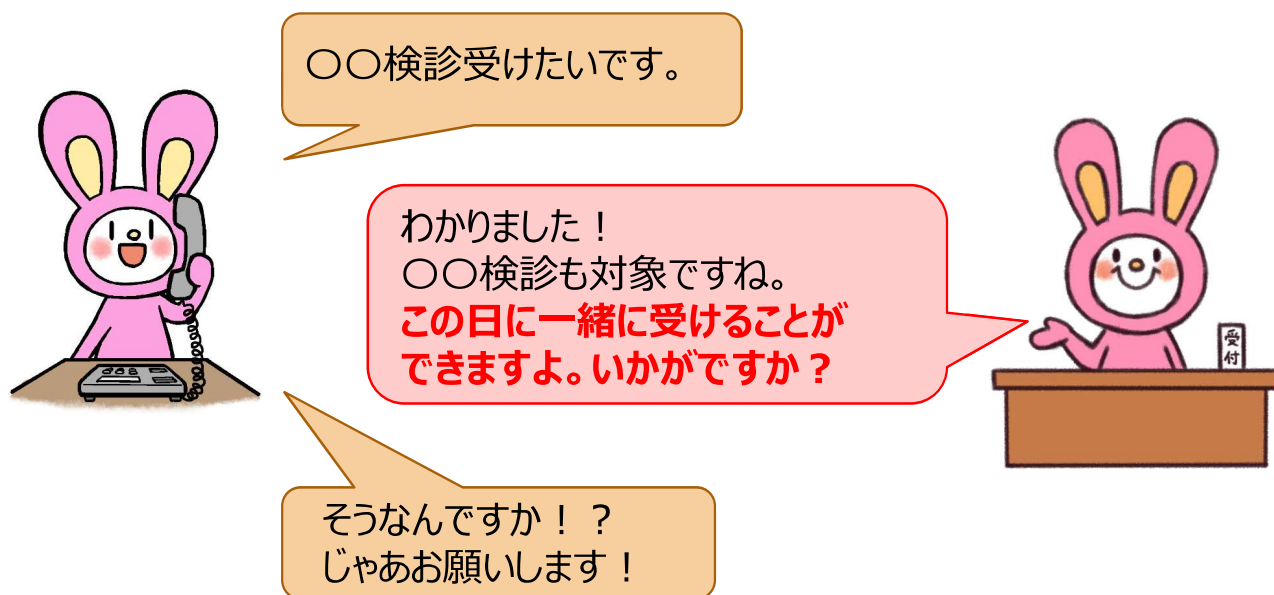 〇〇検診受けたいです。
わかりました！
〇〇検診も対象ですね。
この日に一緒に受けることが
できますよ。いかがですか？
受付
そうなんですか！？
じゃあお願いします！